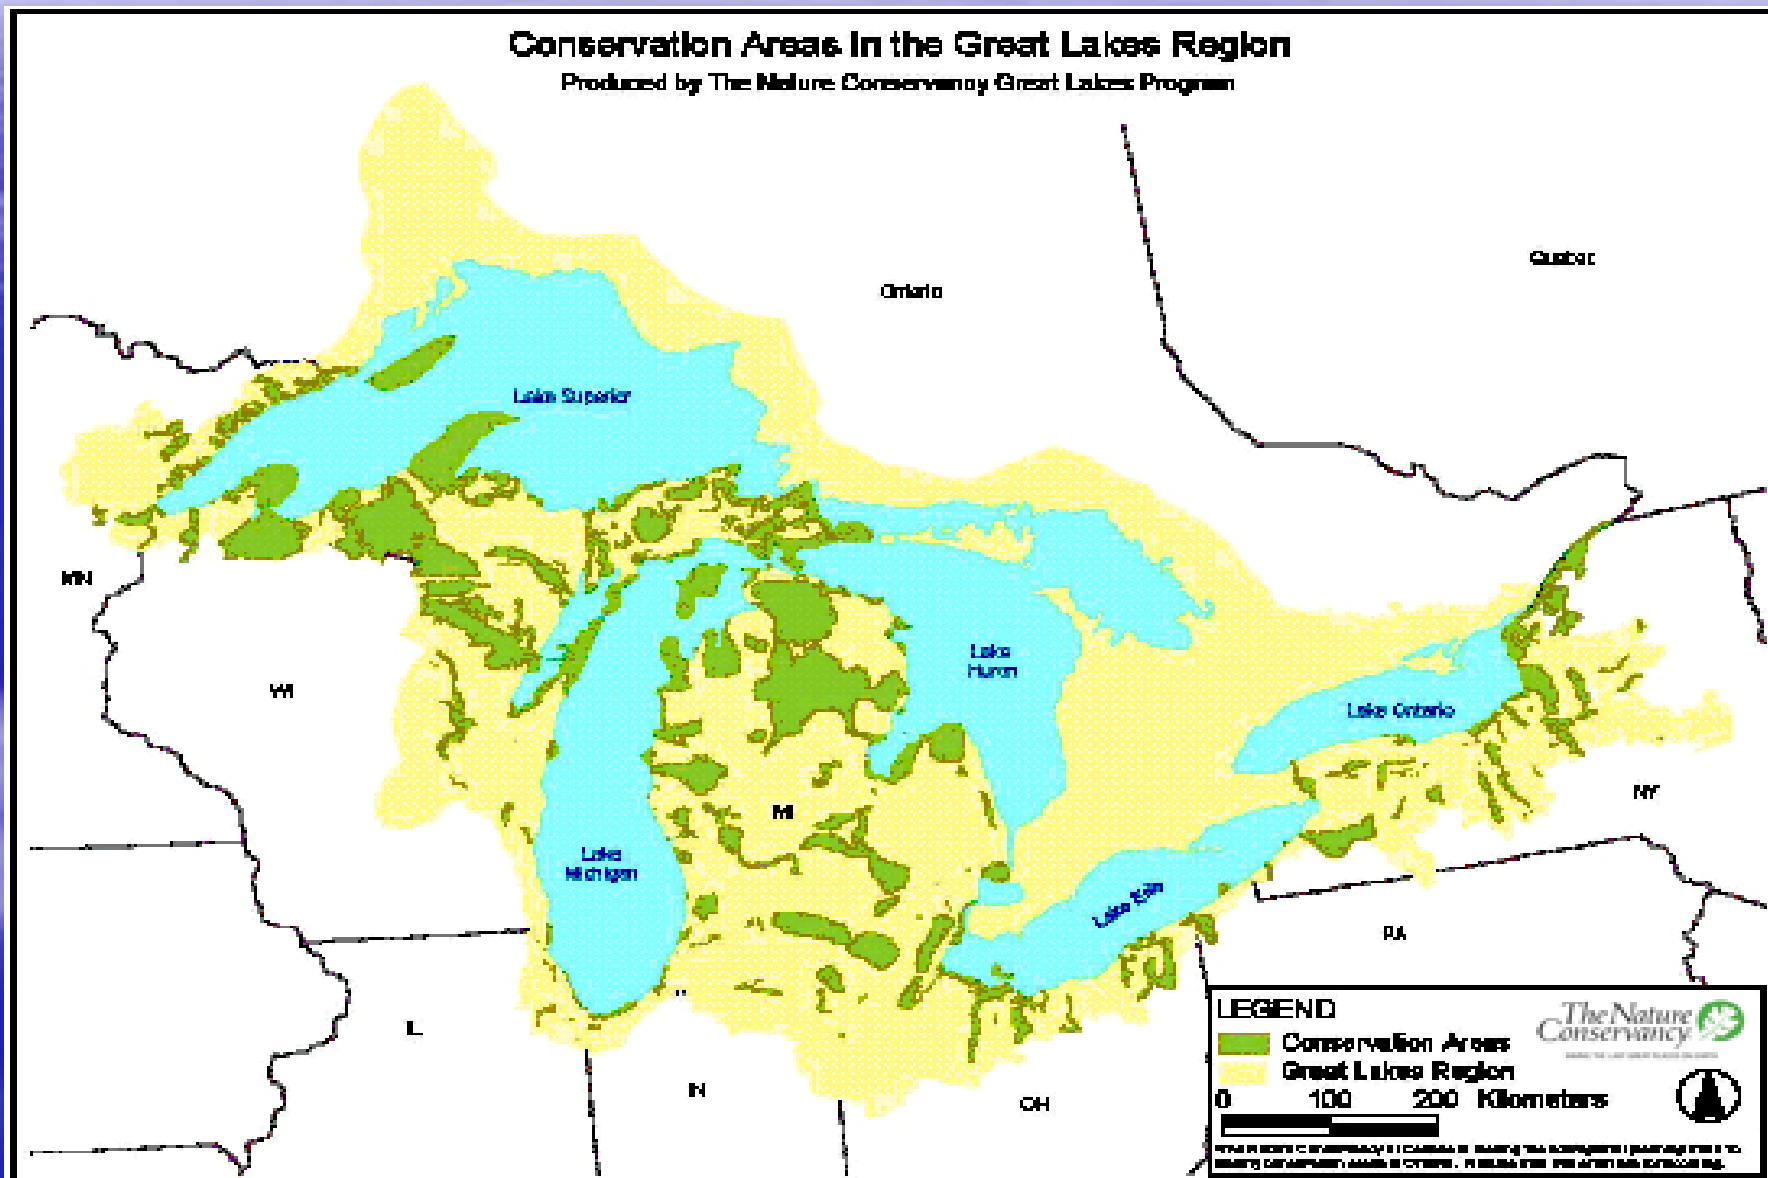 Conservation Areas in the Great Lakes Region
Produced by The Nature Conservancy Great Lakes Program
Quebec
Ontario
Lake Superior
MN
Lake
Huron
WI
Lake Ontario
NY
MI
Lake
Michigan
Lake Erie
PA
IL
IN
OH
LEGEND
The Nature
Conservancy
Conservation Areas
Great Lakes Region
0 100 200 Kilometers